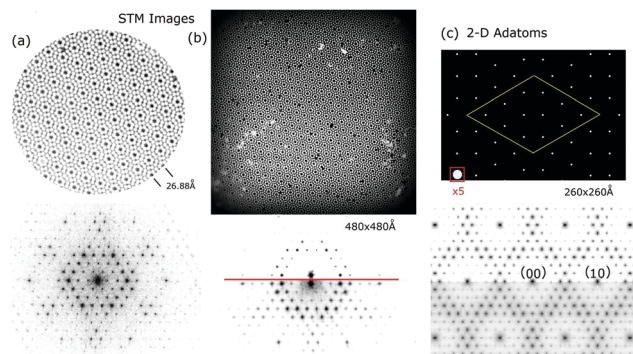 STM Images
(a)
(b)
(c) 2-D Adatoms
26.88Å
x5
480x480Å
260x260Å
(00)
(10)